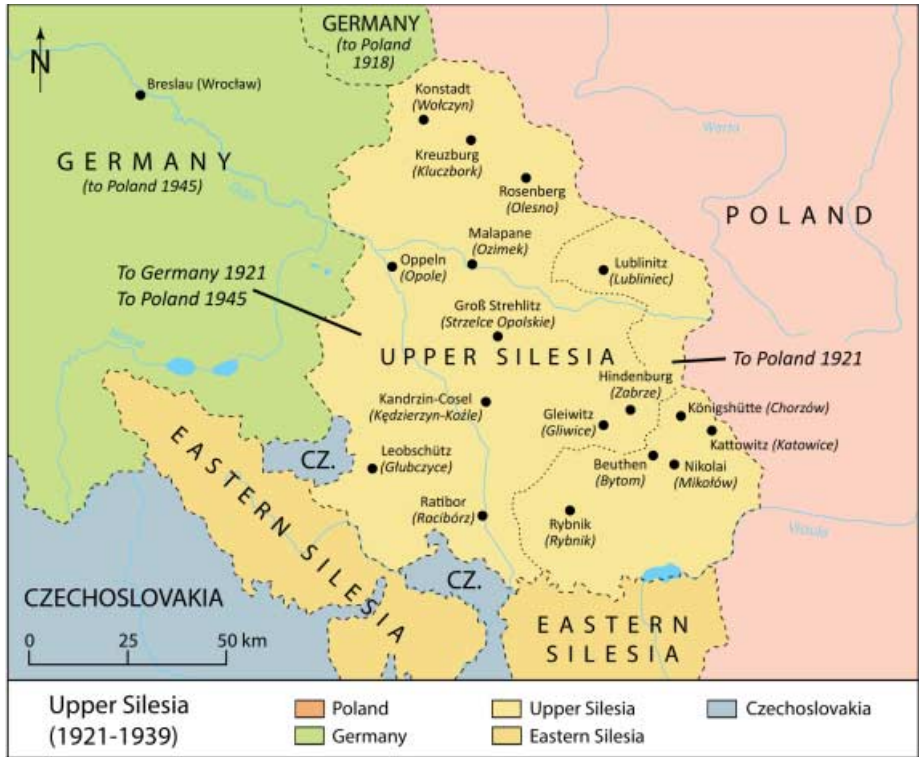 GERMANY
(to Poland
1918)
N
Breslau (Wrocław)
Konstadt
(Wołczyn)
GERMANY
(to Poland 1945)
Kreuzburg
(Kluczbork)
Warta
Oder
Rosenberg
(Olesno)
POLAND
Malapane
(Ozimek)
To Germany 1921
To Poland 1945
Oppeln
(Opole)
Lublinitz
(Lubliniec)
Groß Strehlitz
(Strzelce Opolskie)
UPPER SILESIA
To Poland 1921
Hindenburg
(Zabrze)
Kandrzin-Cosel
(Kędzierzyn-Koźle)
Gleiwitz
(Gliwice)
Königshütte (Chorzów)
Kattowitz (Katowice)
EASTERN SILESIA
CZ.
Leobschütz
(Głubczyce)
Beuthen
(Bytom)
Nikolai
(Mikołów)
Ratibor
(Racibórz)
Rybnik
(Rybnik)
Vistula
CZ.
CZECHOSLOVAKIA
EASTERN
SILESIA
0 25 50 km
Upper Silesia
(1921-1939)
Poland
Upper Silesia
Czechoslovakia
Germany
Eastern Silesia